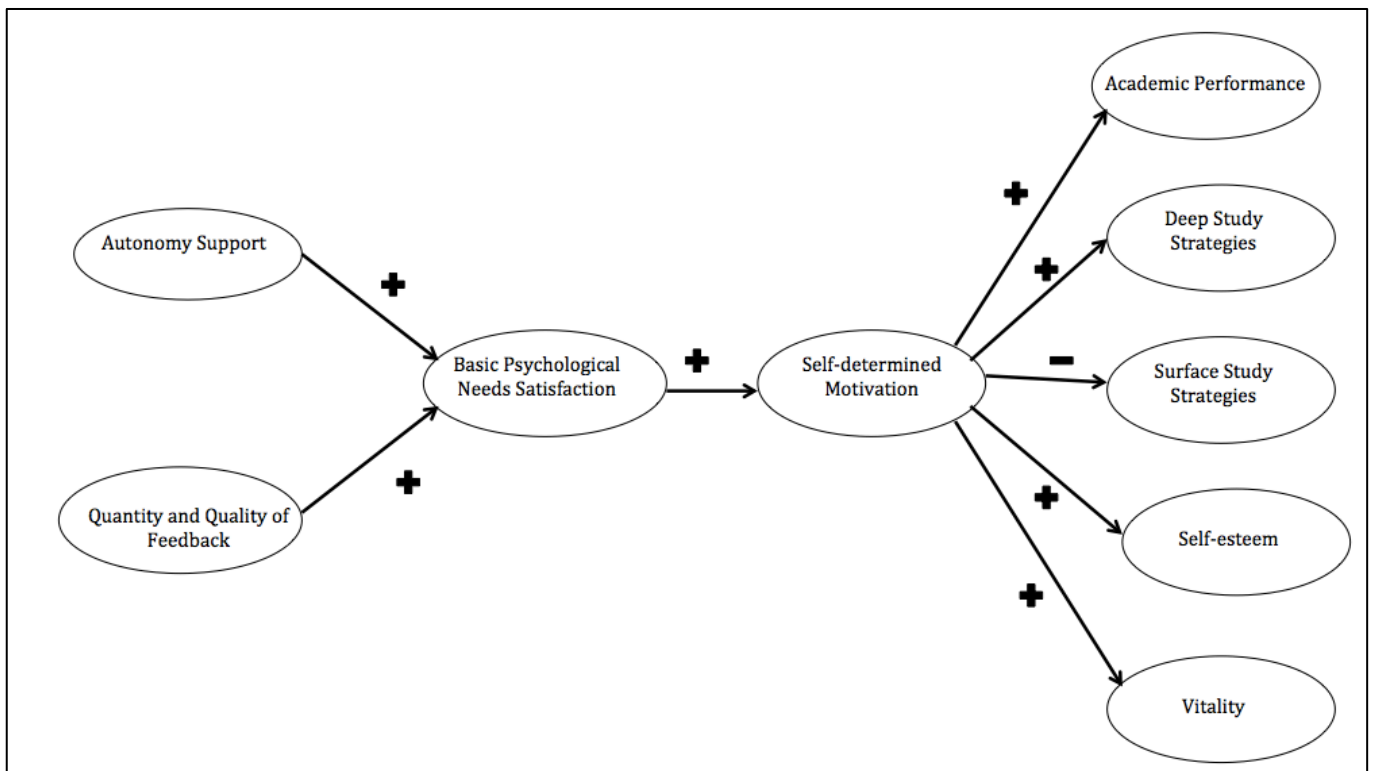 Academic Performance
Deep Study
Strategies
Autonomy Support
+
+
+
Basic Psychological
Needs Satisfaction
+
Self-determined
Motivation
-
Surface Study
Strategies
Quantity and Quality of
Feedback
+
+
Self-esteem
+
Vitality